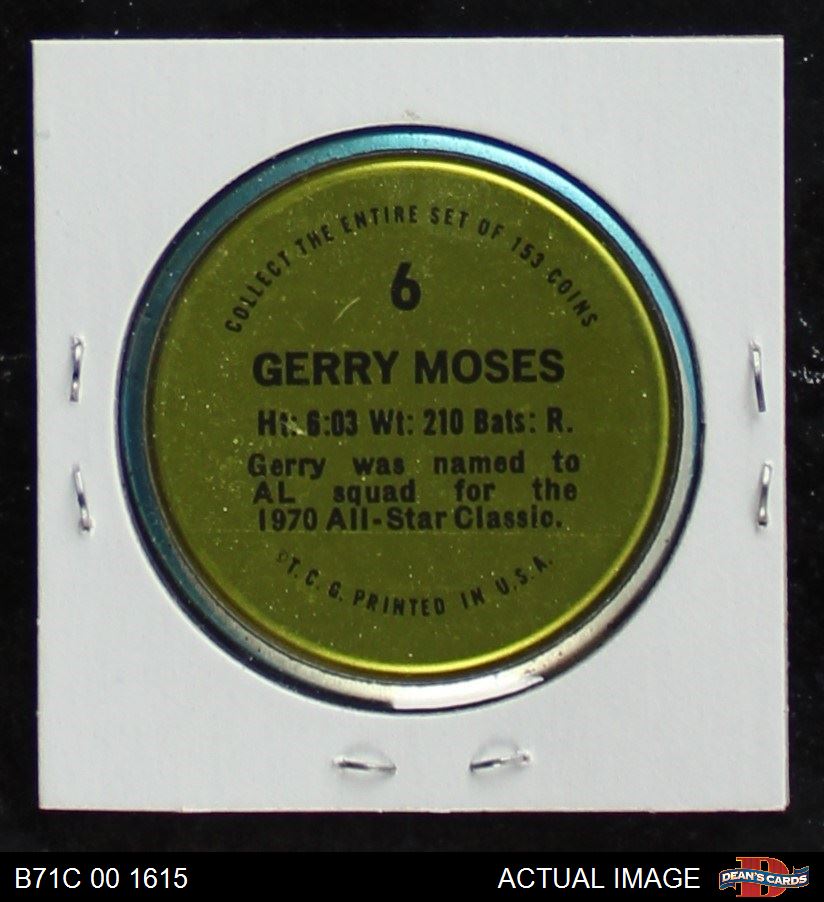 COLLECT THE ENTIRE SET OF 153 COINS
6
GERRY MOSES
Ht: 6:03 Wt: 210 Bats: R.
Gerry was named to
AL squad for the
1970 All-Star Classic.
©T.C.G. PRINTED IN U.S.A.
B71C 00 1615
ACTUAL IMAGE
DEAN'S CARDS